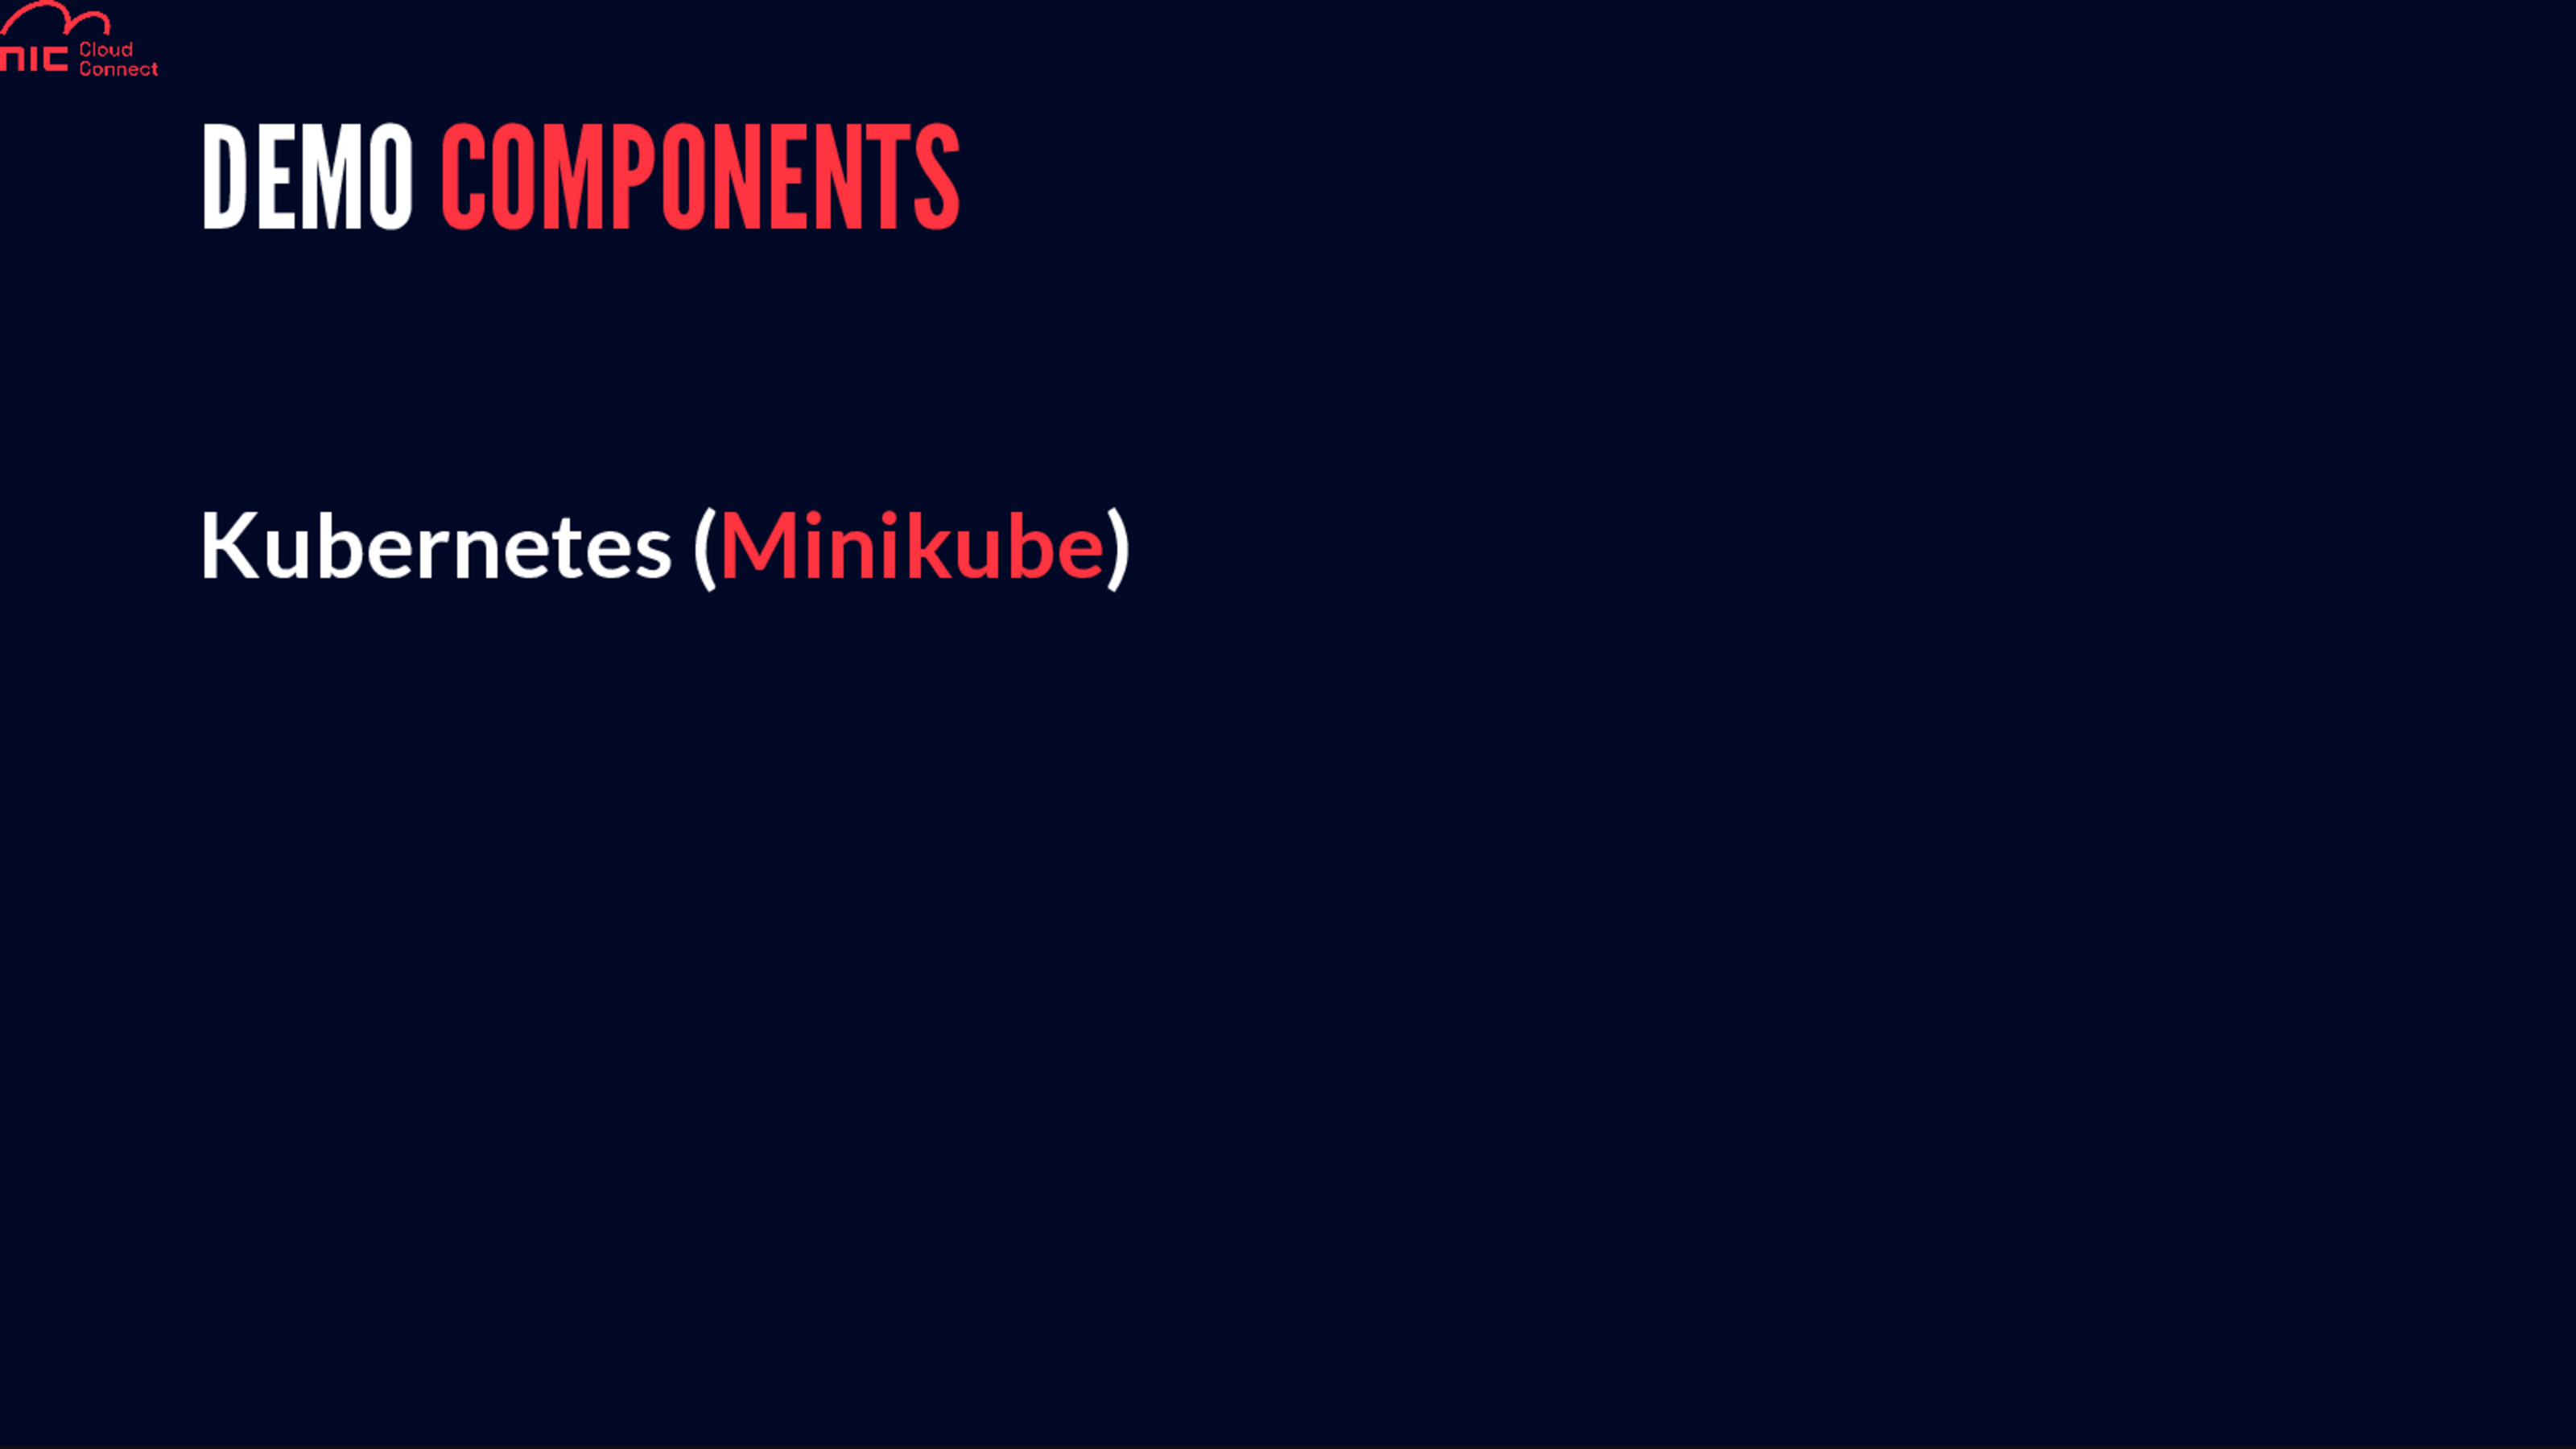 nic Cloud
Connect
DEMO COMPONENTS
Kubernetes (Minikube)